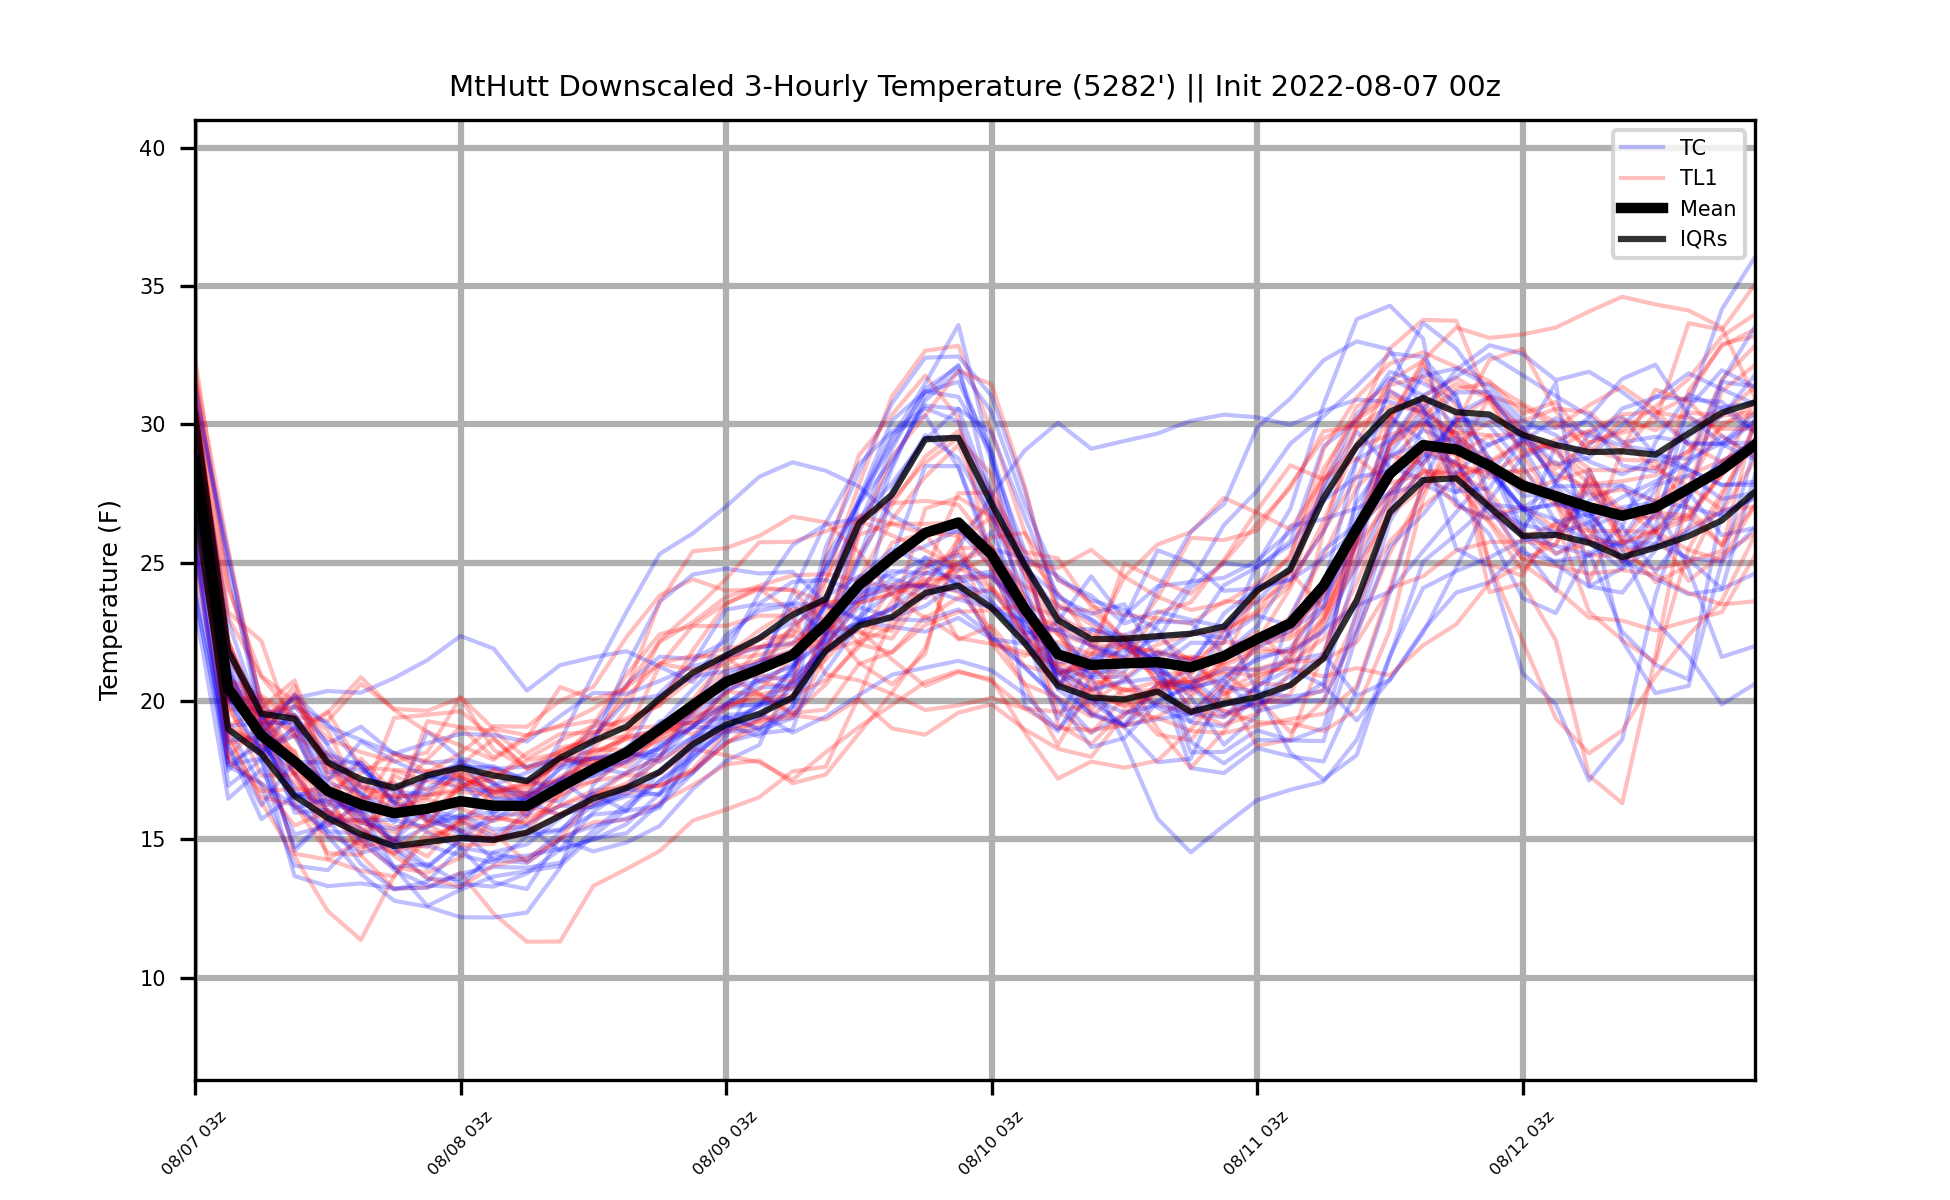 MtHutt Downscaled 3-Hourly Temperature (5282') || Init 2022-08-07 00z
TC
TL1
Mean
IQRs
Temperature (F)
40
35
30
25
20
15
10
08/07 03z
08/08 03z
08/09 03z
08/10 03z
08/11 03z
08/12 03z